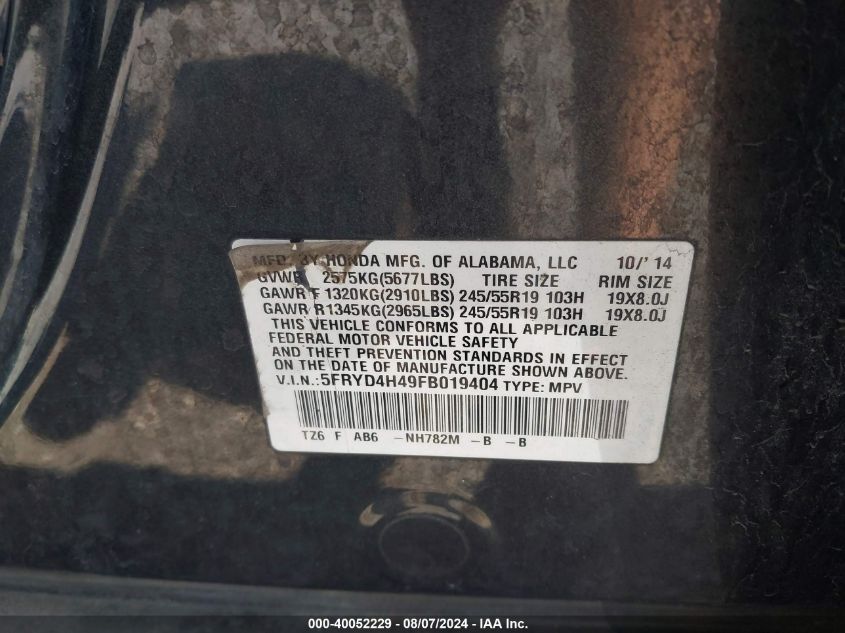 MFD. BY HONDA MFG. OF ALABAMA, LLC 10/'14
GVWR 2575KG(5677LBS) TIRE SIZE RIM SIZE
GAWR F 1320KG(2910LBS) 245/55R19 103H 19X8.0J
GAWR R1345KG(2965LBS) 245/55R19 103H 19X8.0J
THIS VEHICLE CONFORMS TO ALL APPLICABLE
FEDERAL MOTOR VEHICLE SAFETY
AND THEFT PREVENTION STANDARDS IN EFFECT
ON THE DATE OF MANUFACTURE SHOWN ABOVE.
V.I.N.:5FRYD4H49FB019404 TYPE: MPV
TZ6 F AB6 -NH782M -B -B
000-40052229 - 08/07/2024 - IAA Inc.